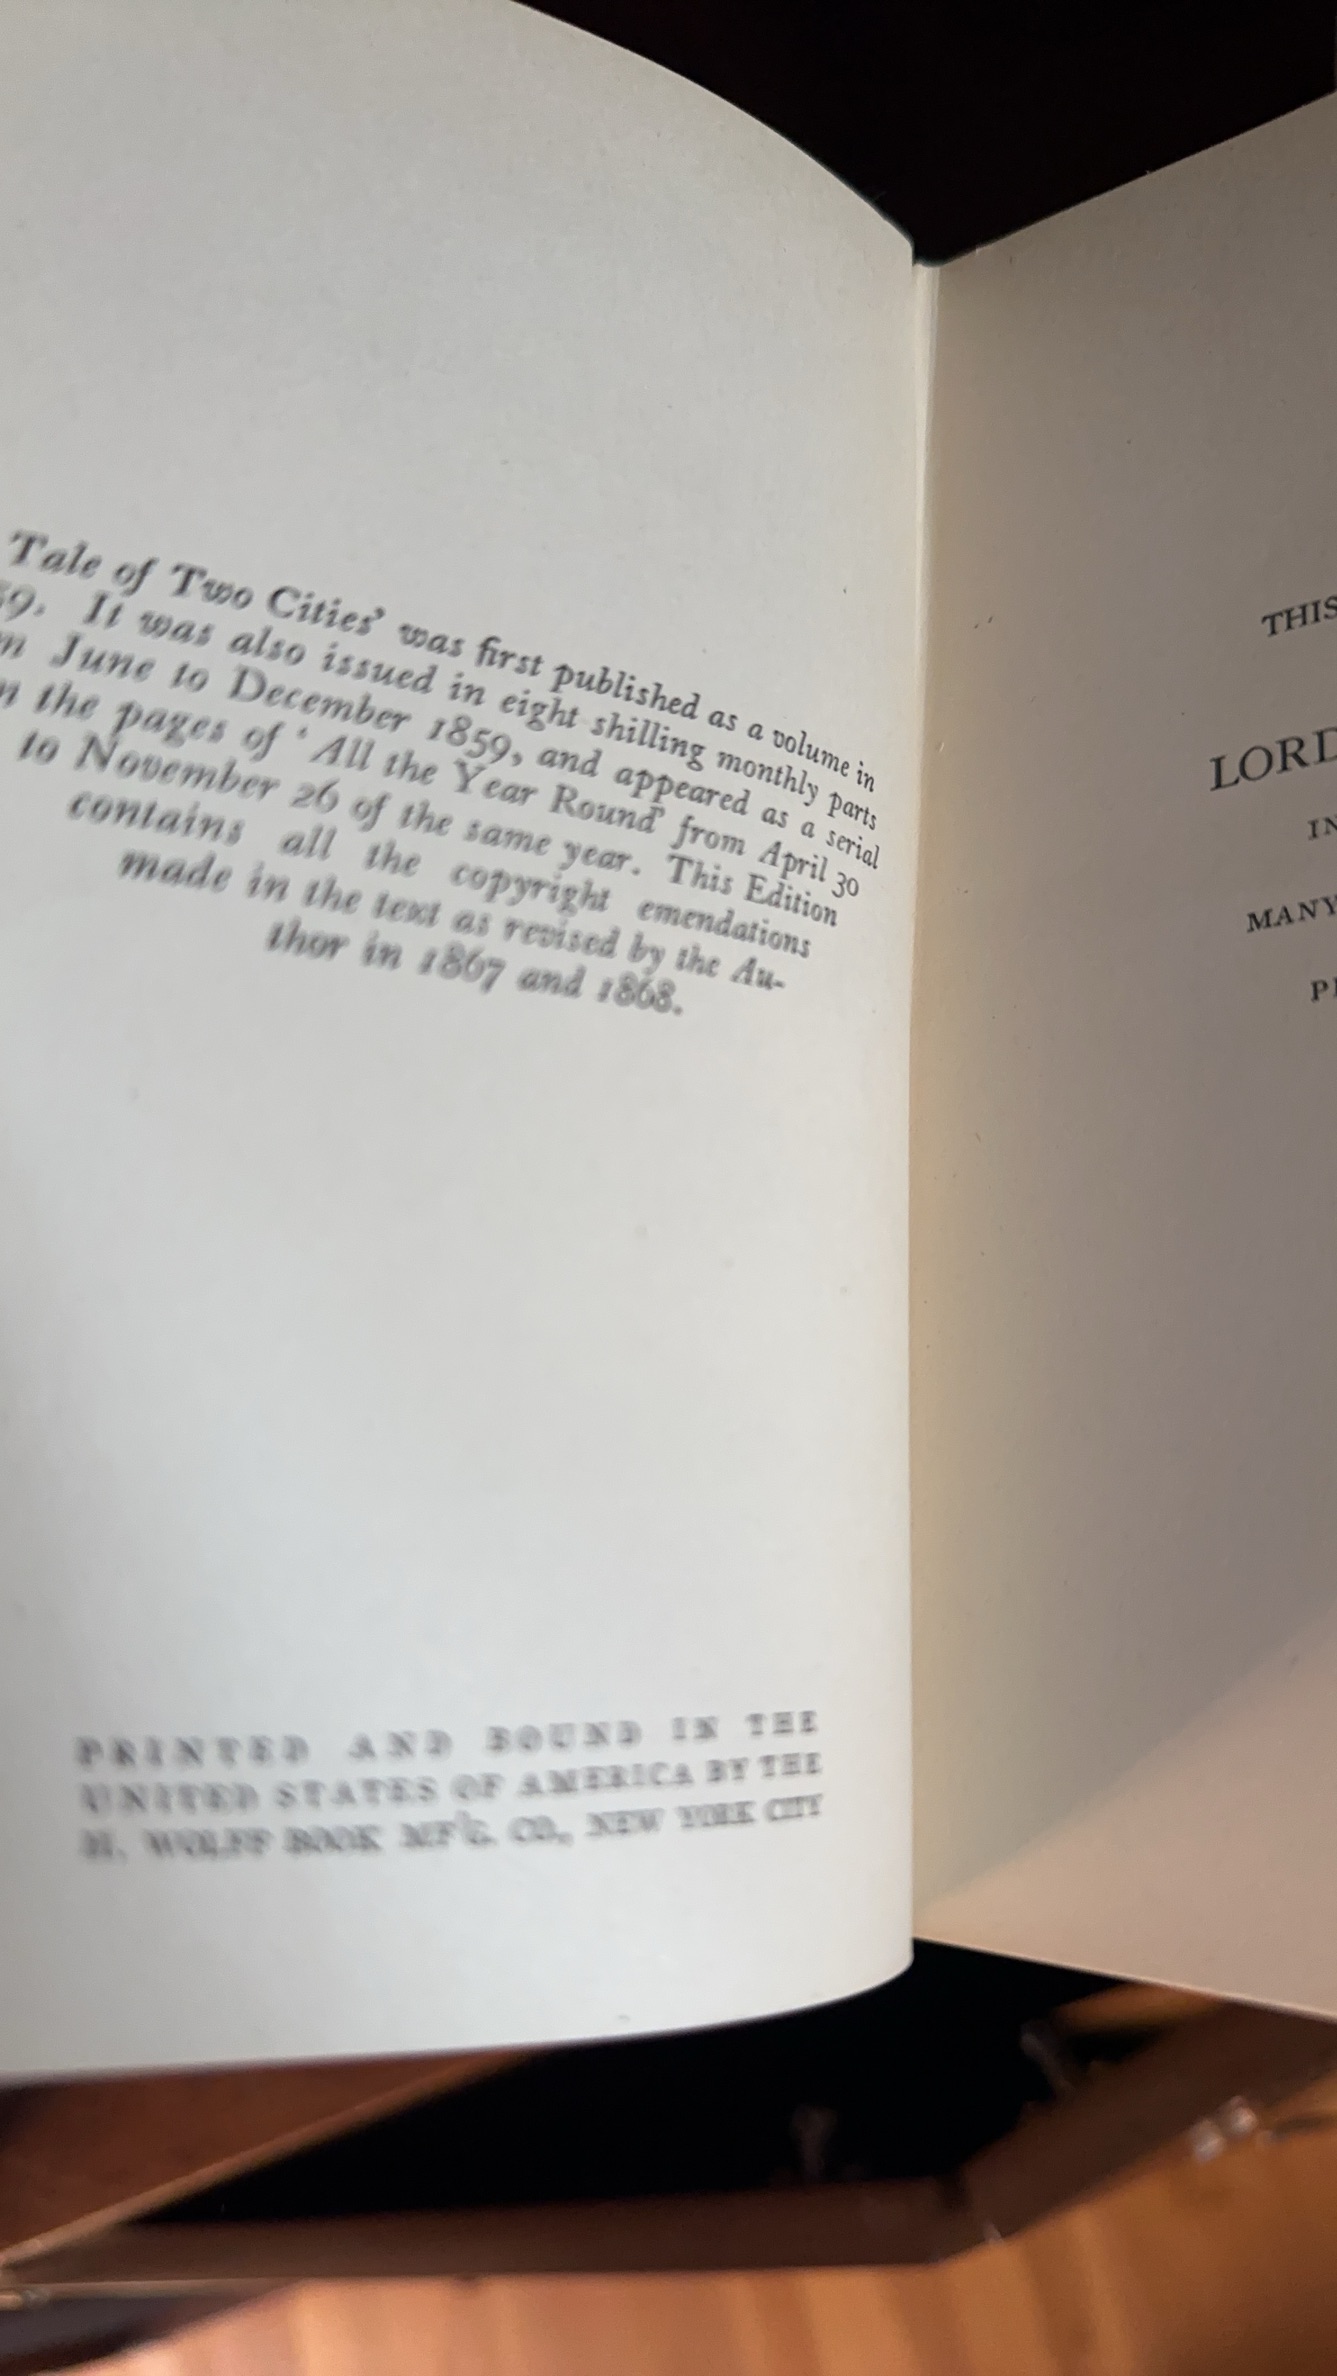 Tale of Two Cities' was first published as a volume in
59. It was also issued in eight shilling monthly parts
m June to December 1859, and appeared as a serial
n the pages of 'All the Year Round' from April 30
to November 26 of the same year. This Edition
contains all the copyright emendations
made in the text as revised by the Au-
thor in 1867 and 1868.
PRINTED AND BOUND IN THE
UNITED STATES OF AMERICA BY THE
H. WOLFF BOOK MF'G. CO., NEW YORK CITY
THIS
LORD
IN
MANY